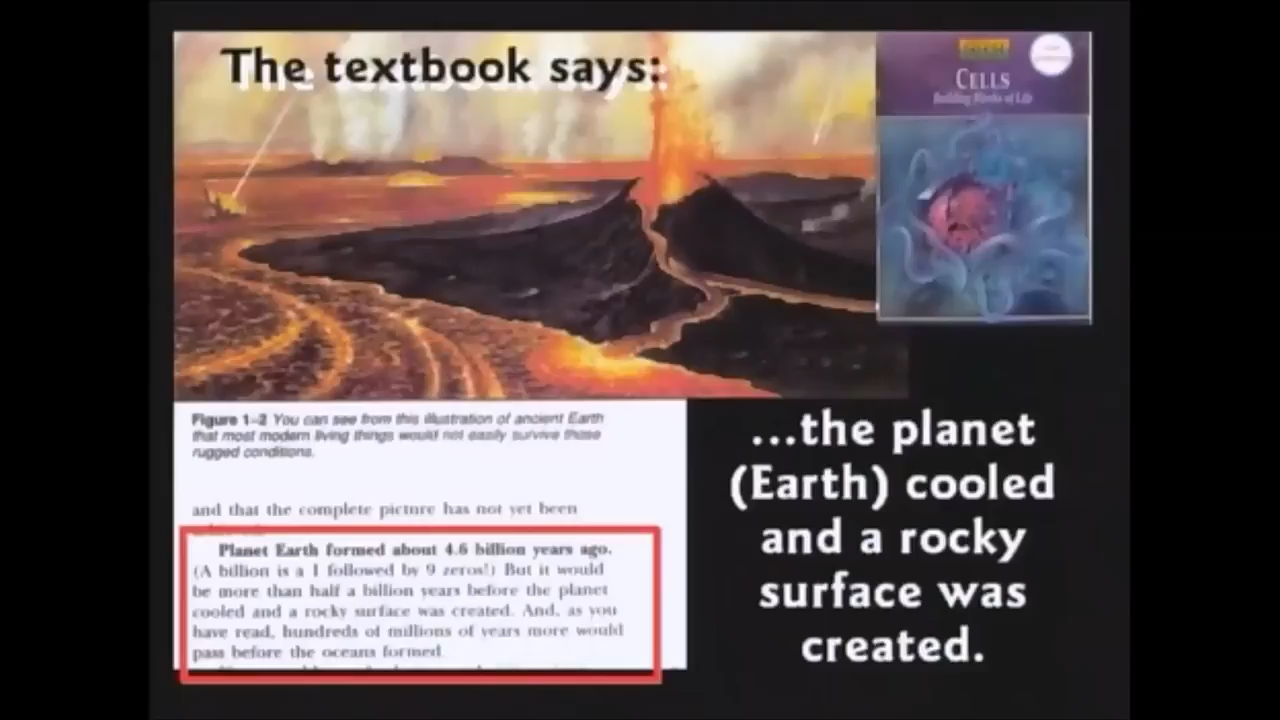 The textbook says:
CELLS
Building Blocks of Life
Figure 1-2 You can see from this illustration of ancient Earth
that most modern living things would not easily survive those
rugged conditions.
and that the complete picture has not yet been
Planet Earth formed about 4.6 billion years ago.
(A billion is a 1 followed by 9 zeros!) But it would
be more than half a billion years before the planet
cooled and a rocky surface was created. And, as you
have read, hundreds of millions of years more would
pass before the oceans formed.
...the planet
(Earth) cooled
and a rocky
surface was
created.